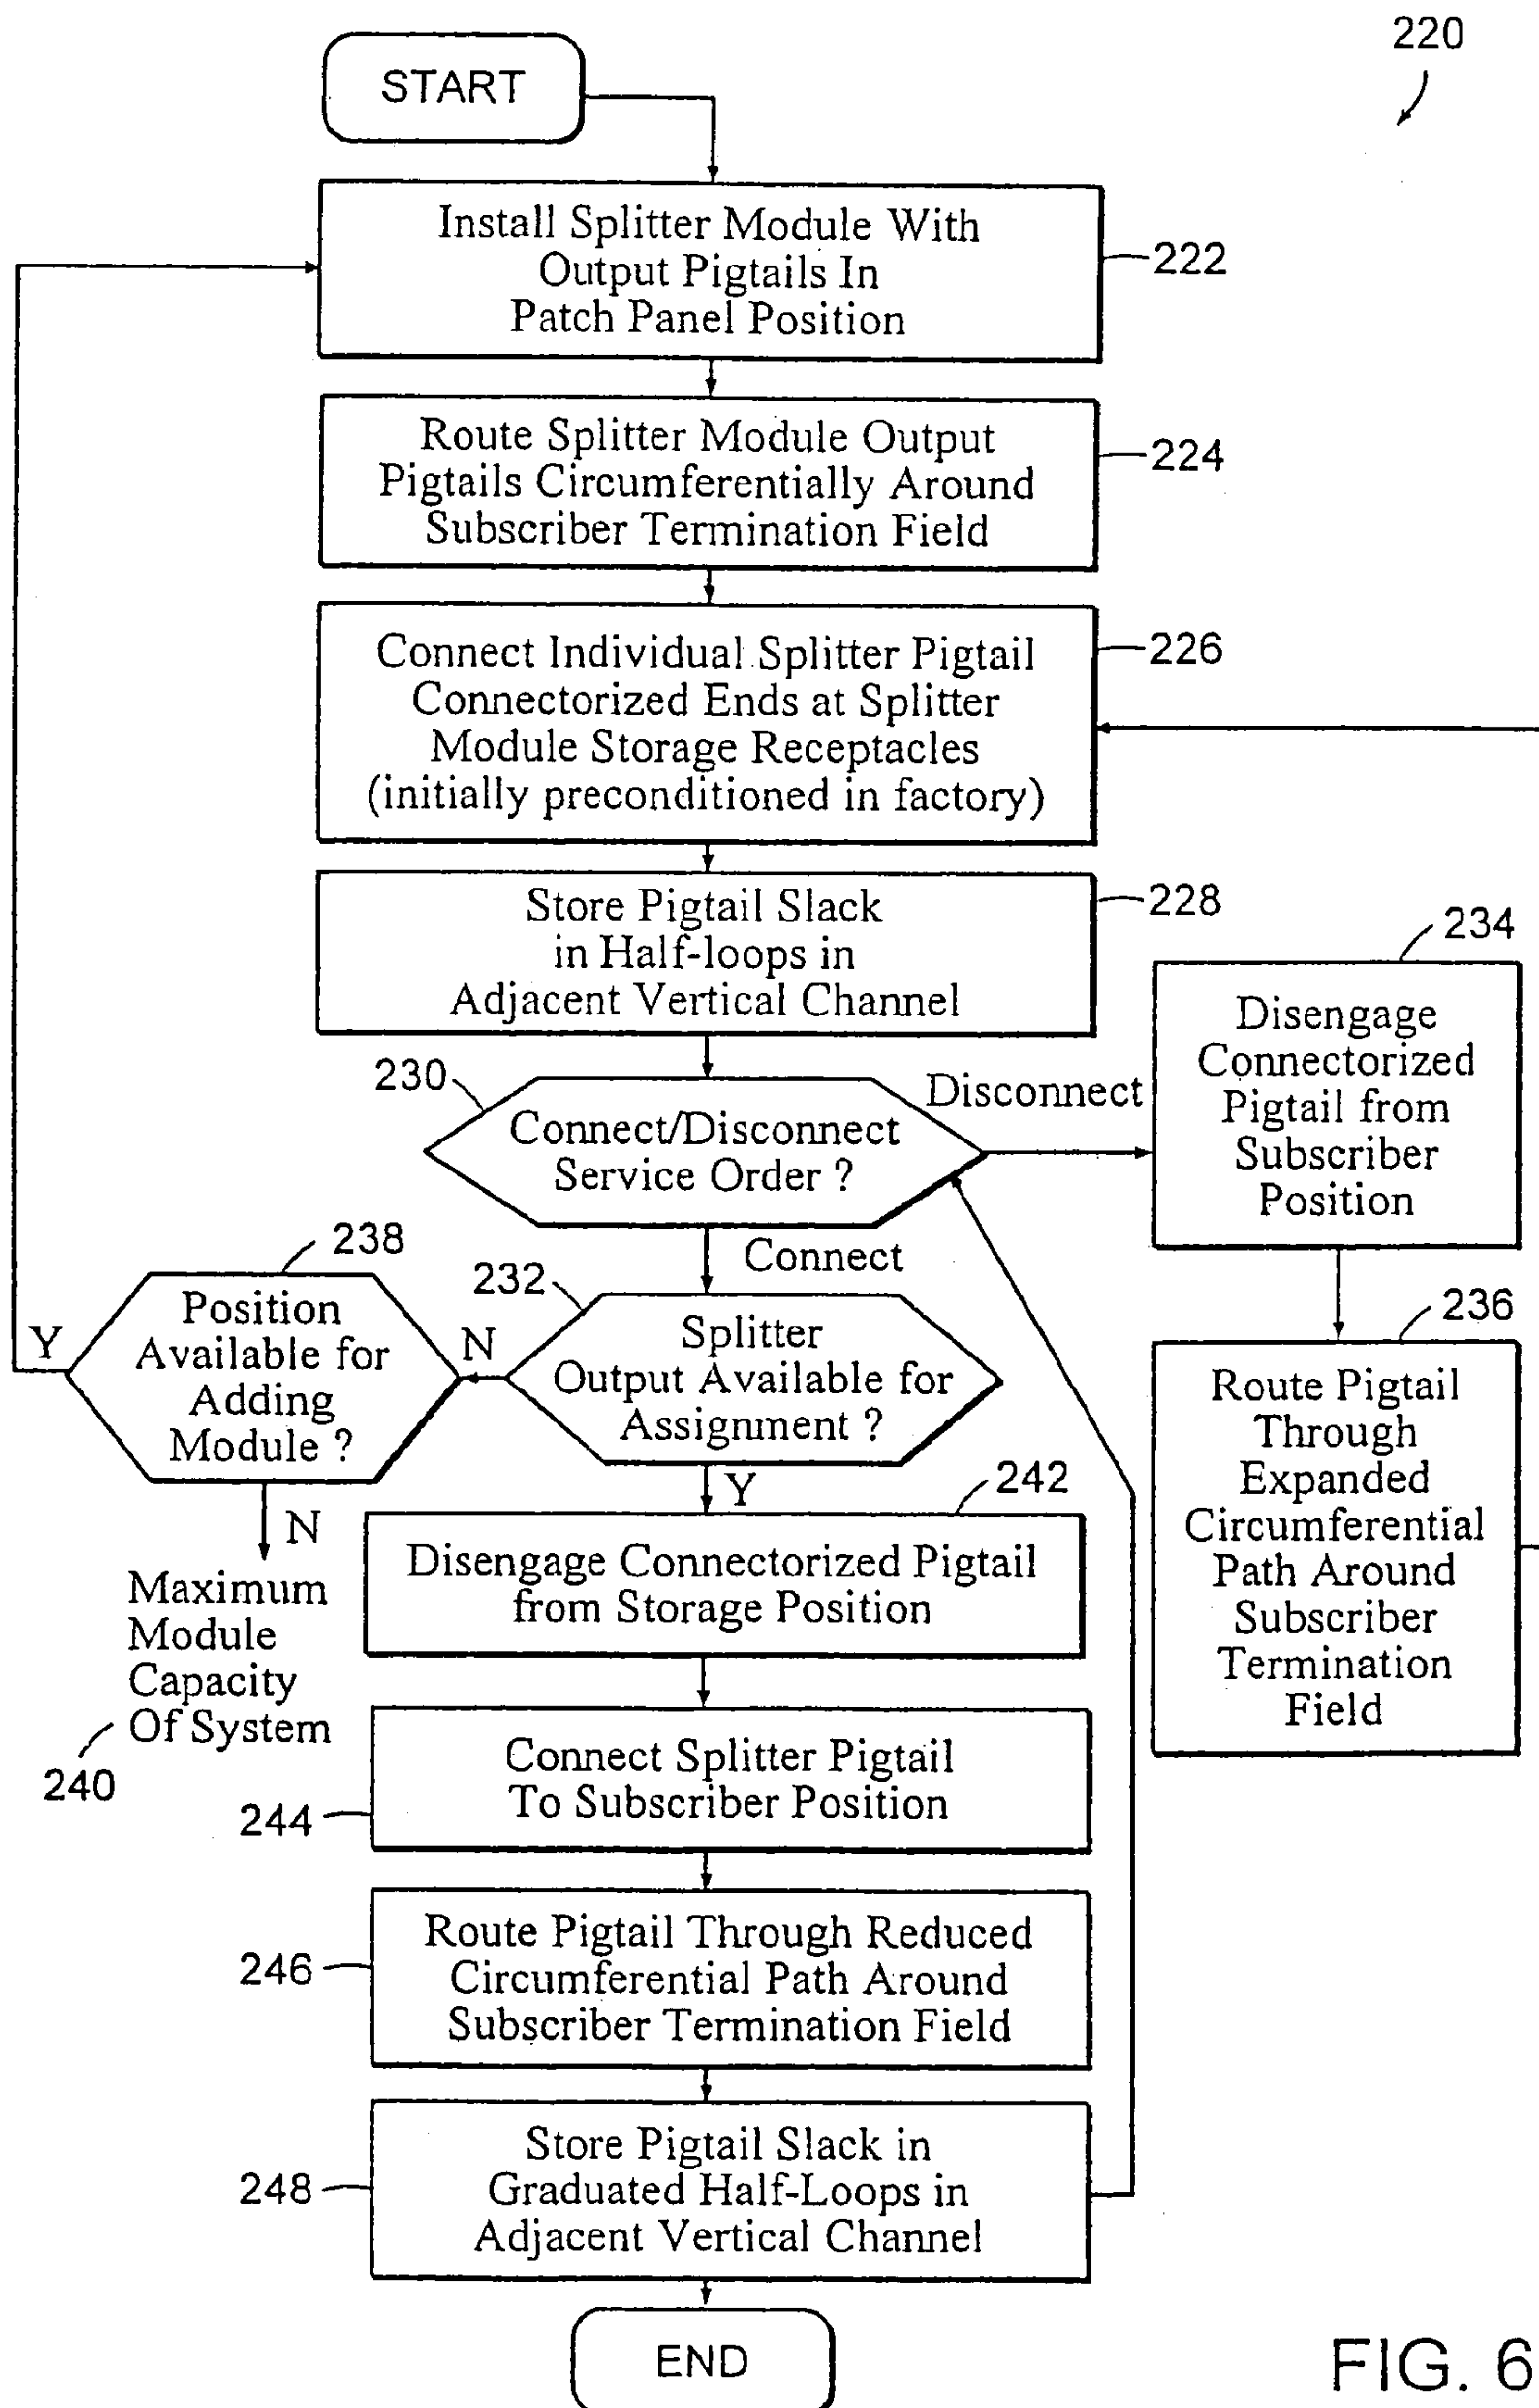 220
START
Install Splitter Module With
Output Pigtails In
Patch Panel Position
222
Route Splitter Module Output
Pigtails Circumferentially Around
Subscriber Termination Field
224
Connect Individual Splitter Pigtail
Connectorized Ends at Splitter
Module Storage Receptacles
(initially preconditioned in factory)
226
Store Pigtail Slack
in Half-loops in
Adjacent Vertical Channel
228
230
Connect/Disconnect
Service Order ?
Disconnect
234
Disengage
Connectorized
Pigtail from
Subscriber
Position
Connect
236
Route Pigtail
Through
Expanded
Circumferential
Path Around
Subscriber
Termination
Field
232
Splitter
Output Available for
Assignment ?
N
238
Position
Available for
Adding
Module ?
Y
N
Maximum
Module
Capacity
Of System
240
Y
242
Disengage Connectorized Pigtail
from Storage Position
Connect Splitter Pigtail
To Subscriber Position
244
Route Pigtail Through Reduced
Circumferential Path Around
Subscriber Termination Field
246
Store Pigtail Slack in
Graduated Half-Loops in
Adjacent Vertical Channel
248
END
FIG. 6